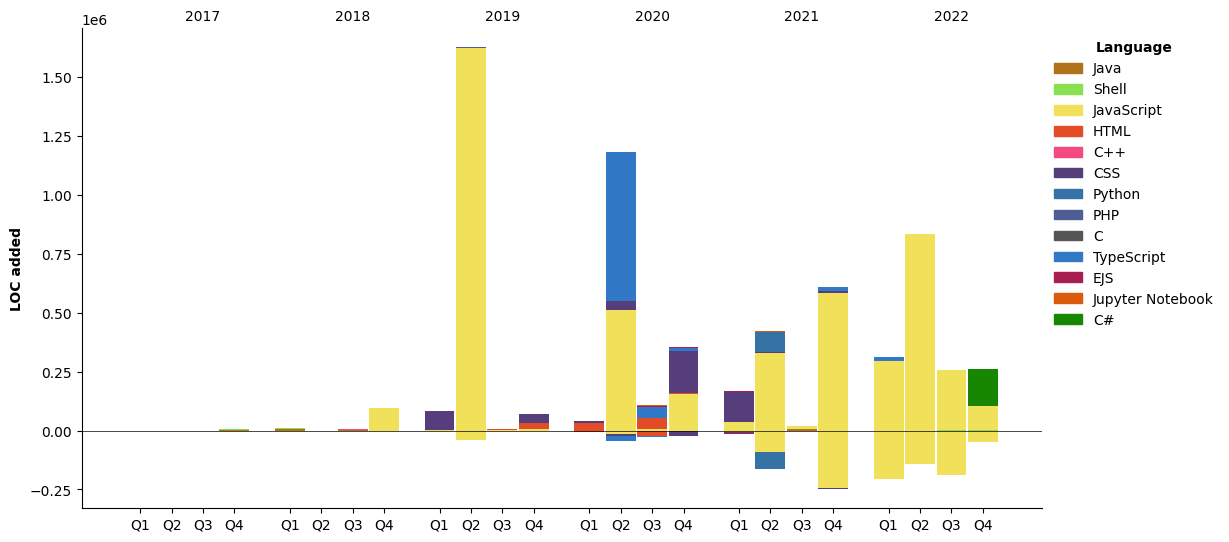 2017 2018 2019 2020 2021 2022
1e6
1.50
1.25
1.00
0.75
0.50
0.25
0.00
−0.25
LOC added
Q1 Q2 Q3 Q4 Q1 Q2 Q3 Q4 Q1 Q2 Q3 Q4 Q1 Q2 Q3 Q4 Q1 Q2 Q3 Q4 Q1 Q2 Q3 Q4
Language
Java
Shell
JavaScript
HTML
C++
CSS
Python
PHP
C
TypeScript
EJS
Jupyter Notebook
C#